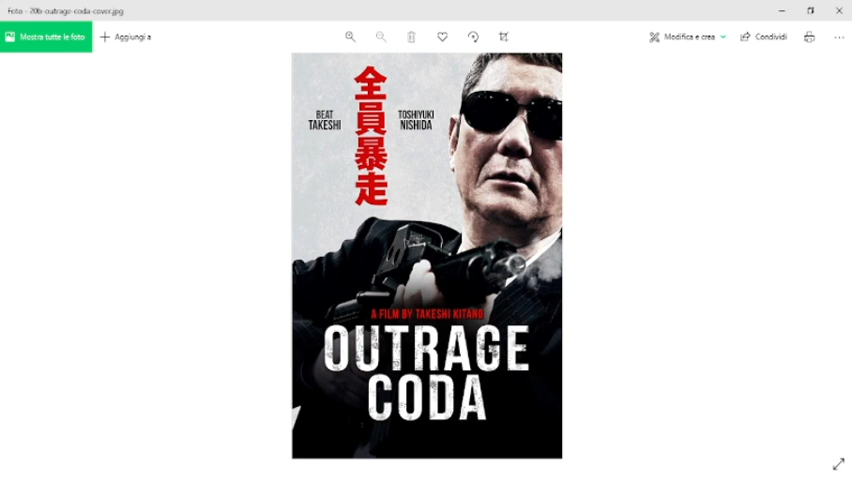 Foto - 20b-outrage-coda-cover.jpg
Mostra tutte le foto
Aggiungi a
Modifica e crea
Condividi
全員暴走
BEAT
TAKESHI
TOSHIYUKI
NISHIDA
A FILM BY TAKESHI KITANO
OUTRAGE
CODA